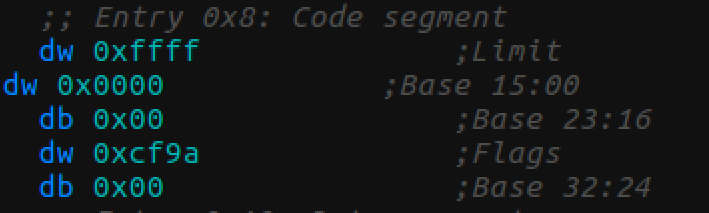 ;; Entry 0x8: Code segment
dw 0xffff ;Limit
dw 0x0000 ;Base 15:00
db 0x00 ;Base 23:16
dw 0xcf9a ;Flags
db 0x00 ;Base 32:24